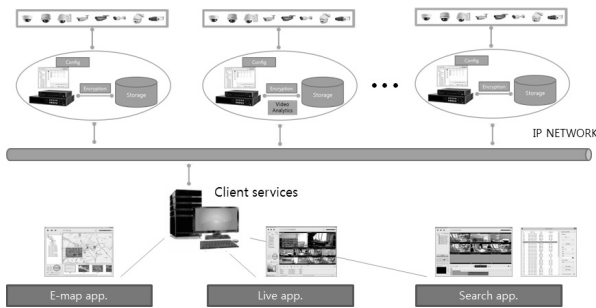 Config
Encryption
Storage
Config
Encryption
Storage
Video
Analytics
Config
Encryption
Storage
IP NETWORK
Client services
E-map app.
Live app.
Search app.